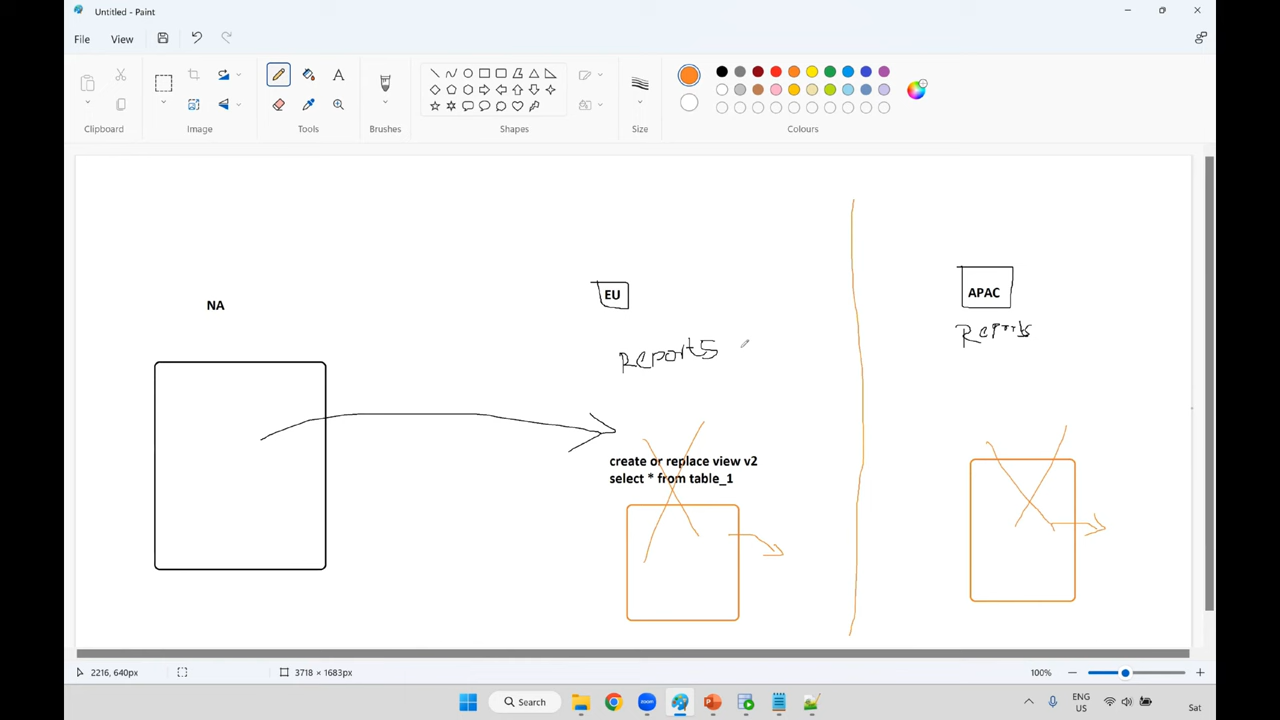 Untitled - Paint
File
View
Clipboard
Image
Tools
Brushes
Shapes
Size
Colours
NA
EU
APAC
Reports
Reports
create or replace view v2
select * from table_1
2216, 640px
3718 × 1683px
100%
Search
ENG
US
Sat